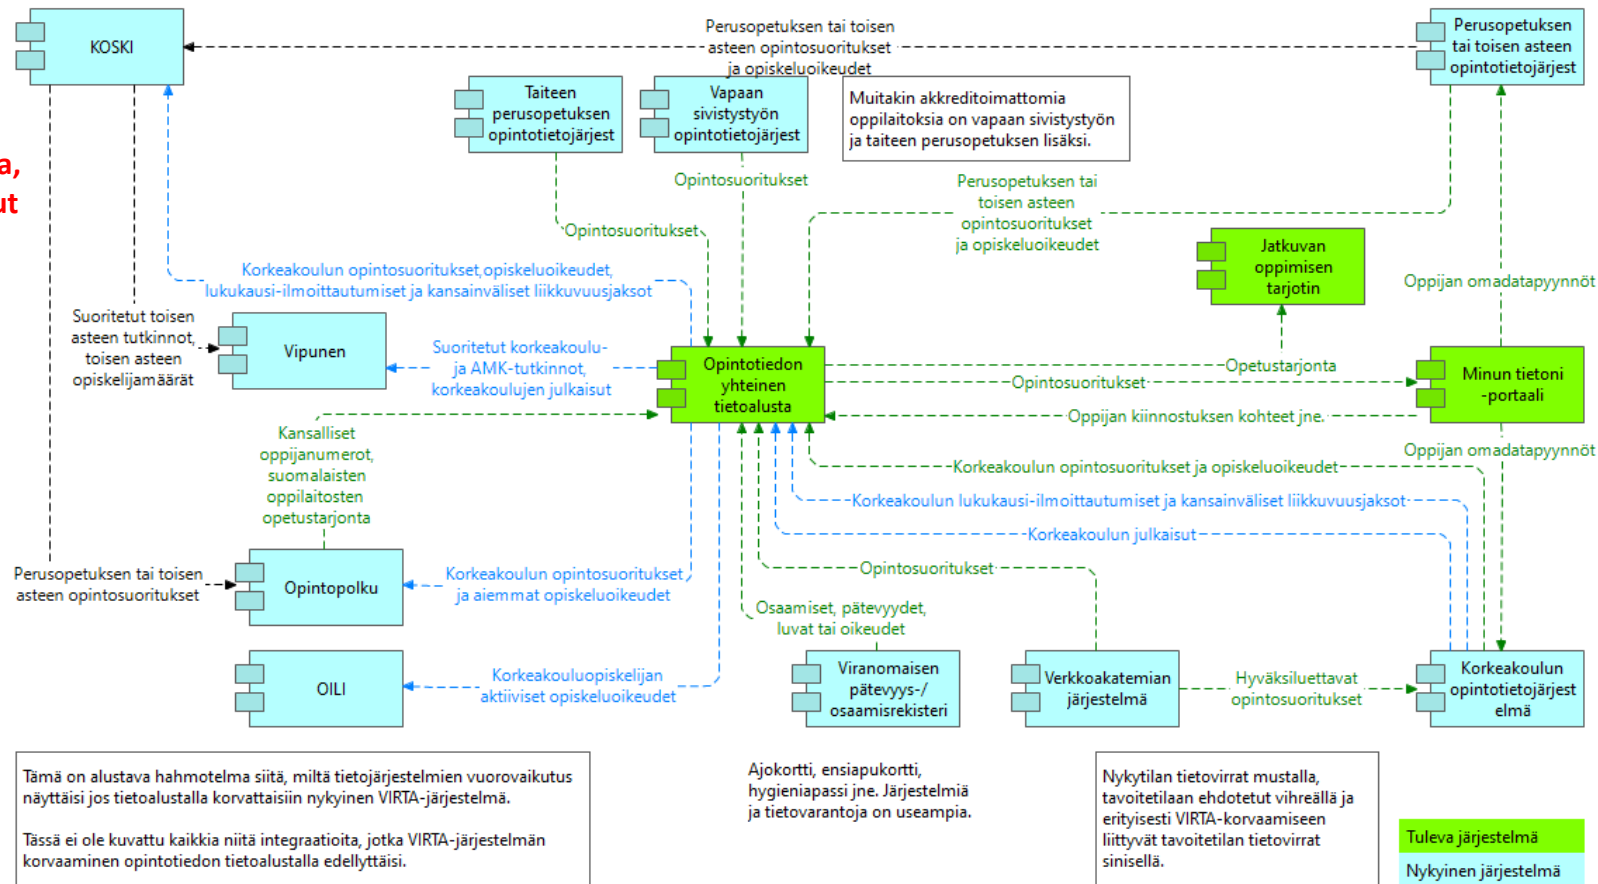 KOSKI
Perusopetuksen tai toisen
asteen opintosuoritukset
ja opiskeluoikeudet
Perusopetuksen
tai toisen asteen
opintotietojärjest
Taiteen
perusopetuksen
opintotietojärjest
Vapaan
sivistystyön
opintotietojärjest
Muitakin akkreditoimattomia
oppilaitoksia on vapaan sivistystyön
ja taiteen perusopetuksen lisäksi.
a,
ut
Opintosuoritukset
Perusopetuksen tai
toisen asteen
opintosuoritukset
ja opiskeluoikeudet
Opintosuoritukset
Jatkuvan
oppimisen
tarjotin
Korkeakoulun opintosuoritukset,opiskeluoikeudet,
lukukausi-ilmoittautumiset ja kansainväliset liikkuvuusjaksot
Oppijan omadatapyynnöt
Suoritetut toisen
asteen tutkinnot,
toisen asteen
opiskelijamäärät
Vipunen
Suoritetut korkeakoulu-
ja AMK-tutkinnot,
korkeakoulujen julkaisut
Opintotiedon
yhteinen
tietoalusta
Opetustarjonta
Opintosuoritukset
Minun tietoni
-portaali
Oppijan kiinnostuksen kohteet jne.
Kansalliset
oppijanumerot,
suomalaisten
oppilaitosten
opetustarjonta
Oppijan omadatapyynnöt
Korkeakoulun opintosuoritukset ja opiskeluoikeudet
Korkeakoulun lukukausi-ilmoittautumiset ja kansainväliset liikkuvuusjaksot
Korkeakoulun julkaisut
Perusopetuksen tai toisen
asteen opintosuoritukset
Opintopolku
Korkeakoulun opintosuoritukset
ja aiemmat opiskeluoikeudet
Opintosuoritukset
Osaamiset, pätevyydet,
luvat tai oikeudet
OILI
Korkeakouluopiskelijan
aktiiviset opiskeluoikeudet
Viranomaisen
pätevyys-/
osaamisrekisteri
Verkkoakatemian
järjestelmä
Hyväksiluettavat
opintosuoritukset
Korkeakoulun
opintotietojärjest
elmä
Tämä on alustava hahmotelma siitä, miltä tietojärjestelmien vuorovaikutus
näyttäisi jos tietoalustalla korvattaisiin nykyinen VIRTA-järjestelmä.
Tässä ei ole kuvattu kaikkia niitä integraatioita, jotka VIRTA-järjestelmän
korvaaminen opintotiedon tietoalustalla edellyttäisi.
Ajokortti, ensiapukortti,
hygieniapassi jne. Järjestelmiä
ja tietovarantoja on useampia.
Nykytilan tietovirrat mustalla,
tavoitetilaan ehdotetut vihreällä ja
erityisesti VIRTA-korvaamiseen
liittyvät tavoitetilan tietovirrat
sinisellä.
Tuleva järjestelmä
Nykyinen järjestelmä